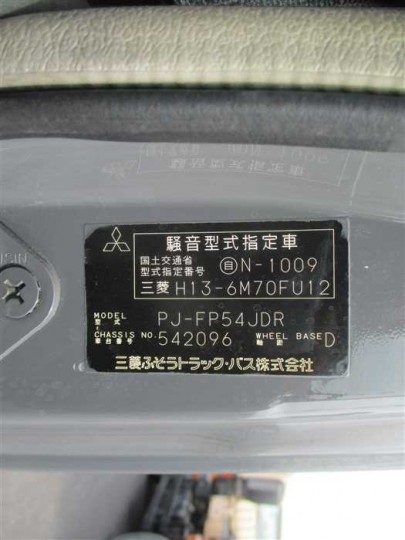 騒音型式指定車
国土交通省
型式指定番号 自N-1009
三菱 H13-6M70FU12
MODEL 型式 PJ-FP54JDR
CHASSIS NO. 車台番号 542096 WHEEL BASE 軸距 D
三菱ふそうトラック・バス株式会社